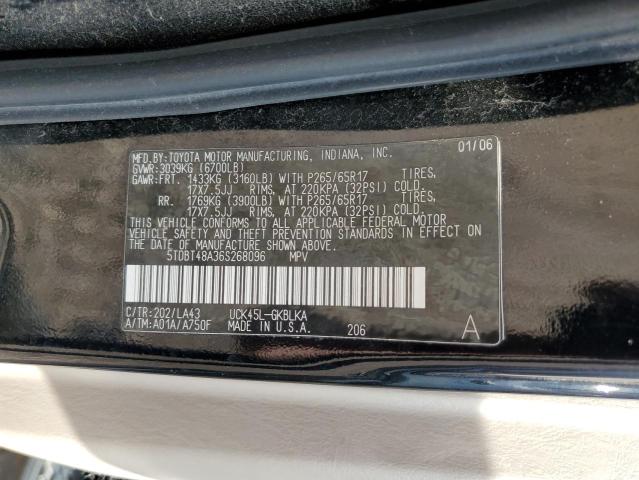 MFD.BY: TOYOTA MOTOR MANUFACTURING, INDIANA, INC. 01/06
GVWR: 3039KG (6700LB)
GAWR:FRT. 1433KG (3160LB) WITH P265/65R17 TIRES,
17X7.5JJ RIMS, AT 220KPA (32PSI) COLD.
RR. 1769KG (3900LB) WITH P265/65R17 TIRES,
17X7.5JJ RIMS, AT 220KPA (32PSI) COLD.
THIS VEHICLE CONFORMS TO ALL APPLICABLE FEDERAL MOTOR
VEHICLE SAFETY AND THEFT PREVENTION STANDARDS IN EFFECT ON
THE DATE OF MANUFACTURE SHOWN ABOVE.
5TDBT48A36S268096 MPV
C/TR: 202/LA43 UCK45L-GKBLKA
A/TM: A01A/A750F MADE IN U.S.A. 206 A